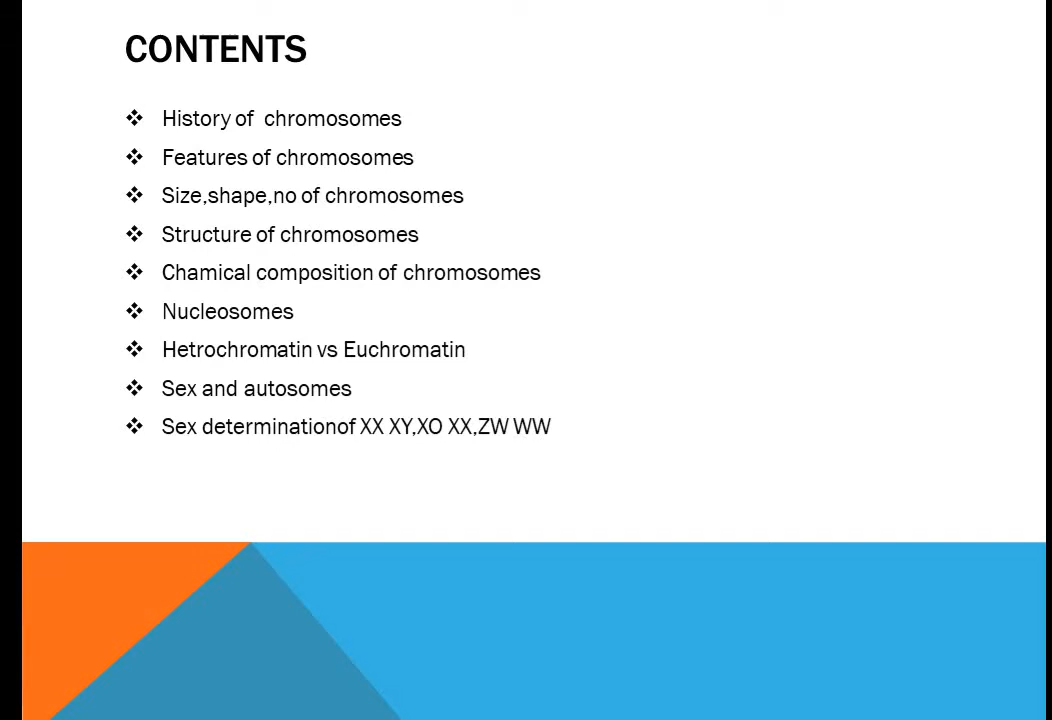 CONTENTS
❖ History of  chromosomes
❖ Features of chromosomes
❖ Size,shape,no of chromosomes
❖ Structure of chromosomes
❖ Chamical composition of chromosomes
❖ Nucleosomes
❖ Hetrochromatin vs Euchromatin
❖ Sex and autosomes
❖ Sex determinationof XX XY,XO XX,ZW WW